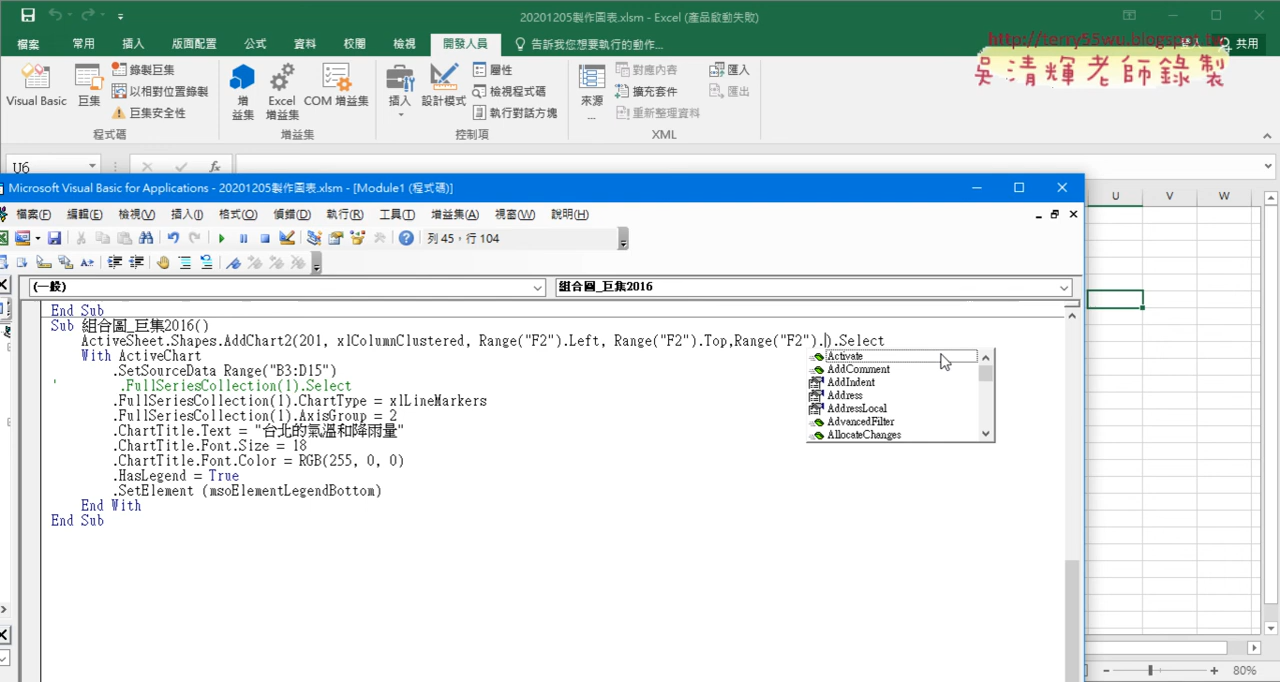 20201205製作圖表.xlsm - Excel (產品啟動失敗)
檔案 常用 插入 版面配置 公式 資料 校閱 檢視 開發人員 告訴我您想要執行的動作... 共用
http://terry55wu.blogspot.tw
吳清輝老師錄製
Visual Basic 巨集 錄製巨集 以相對位置錄製 巨集安全性 程式碼
增益集 Excel 增益集 COM 增益集 增益集
插入 設計模式 屬性 檢視程式碼 執行對話方塊 控制項
來源 ... 對應內容 擴充套件 重新整理資料 匯入 匯出 XML
U6 fx
Microsoft Visual Basic for Applications - 20201205製作圖表.xlsm - [Module1 (程式碼)]
檔案(F) 編輯(E) 檢視(V) 插入(I) 格式(O) 偵錯(D) 執行(R) 工具(T) 增益集(A) 視窗(W) 說明(H)
列 45，行 104
U V W
(一般) 組合圖_巨集2016
End Sub
Sub 組合圖_巨集2016()
ActiveSheet.Shapes.AddChart2(201, xlColumnClustered, Range("F2").Left, Range("F2").Top,Range("F2").).Select
With ActiveChart
.SetSourceData Range("B3:D15")
' .FullSeriesCollection(1).Select
.FullSeriesCollection(1).ChartType = xlLineMarkers
.FullSeriesCollection(1).AxisGroup = 2
.ChartTitle.Text = "台北的氣溫和降雨量"
.ChartTitle.Font.Size = 18
.ChartTitle.Font.Color = RGB(255, 0, 0)
.HasLegend = True
.SetElement (msoElementLegendBottom)
End With
End Sub
Activate
AddComment
AddIndent
Address
AddressLocal
AdvancedFilter
AllocateChanges
80%